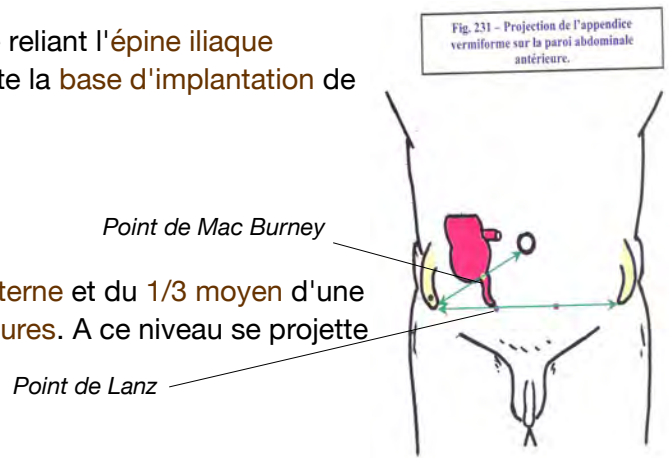 Fig. 231 – Projection de l'appendice
vermiforme sur la paroi abdominale
antérieure.
reliant l'épine iliaque
te la base d'implantation de
Point de Mac Burney
terne et du 1/3 moyen d'une
ures. A ce niveau se projette
Point de Lanz